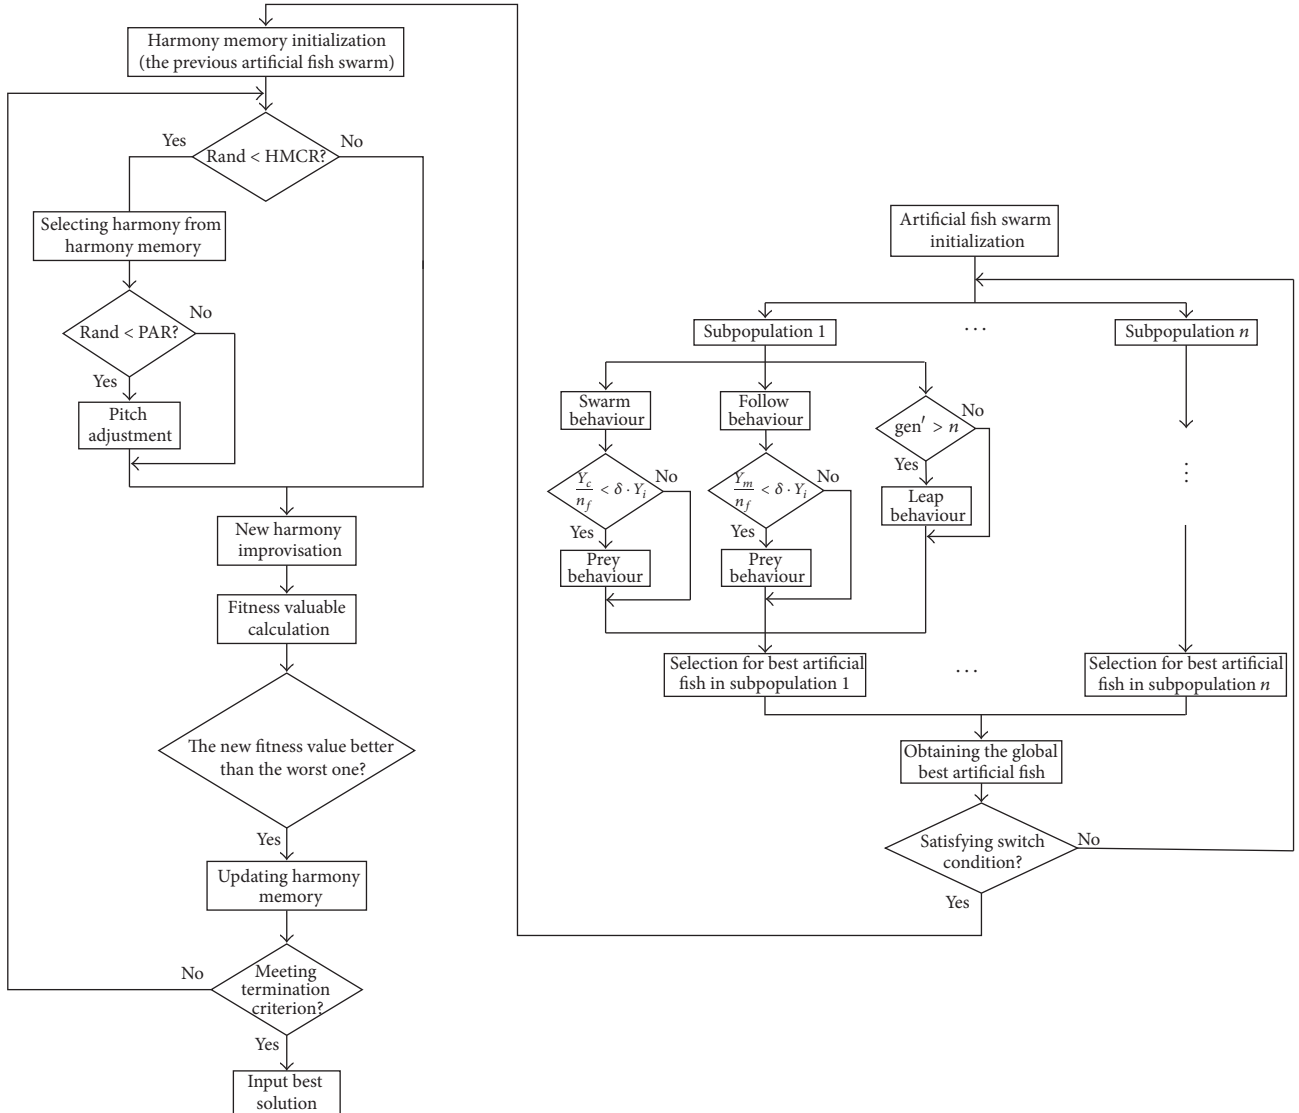 Harmony memory initialization
(the previous artificial fish swarm)
Yes
No
Rand < HMCR?
Selecting harmony from
harmony memory
No
Rand < PAR?
Yes
Pitch
adjustment
New harmony
improvisation
Fitness valuable
calculation
The new fitness value better
than the worst one?
Yes
Updating harmony
memory
No
Meeting
termination
criterion?
Yes
Input best
solution
Artificial fish swarm
initialization
Subpopulation 1
...
Subpopulation n
Swarm
behaviour
Follow
behaviour
No
gen′ > n
Yes
Leap
behaviour
No
Y_c / n_f < δ · Y_i
Yes
Prey
behaviour
No
Y_m / n_f < δ · Y_i
Yes
Prey
behaviour
⋮
Selection for best artificial
fish in subpopulation 1
...
Selection for best artificial
fish in subpopulation n
Obtaining the global
best artificial fish
Satisfying switch
condition?
No
Yes